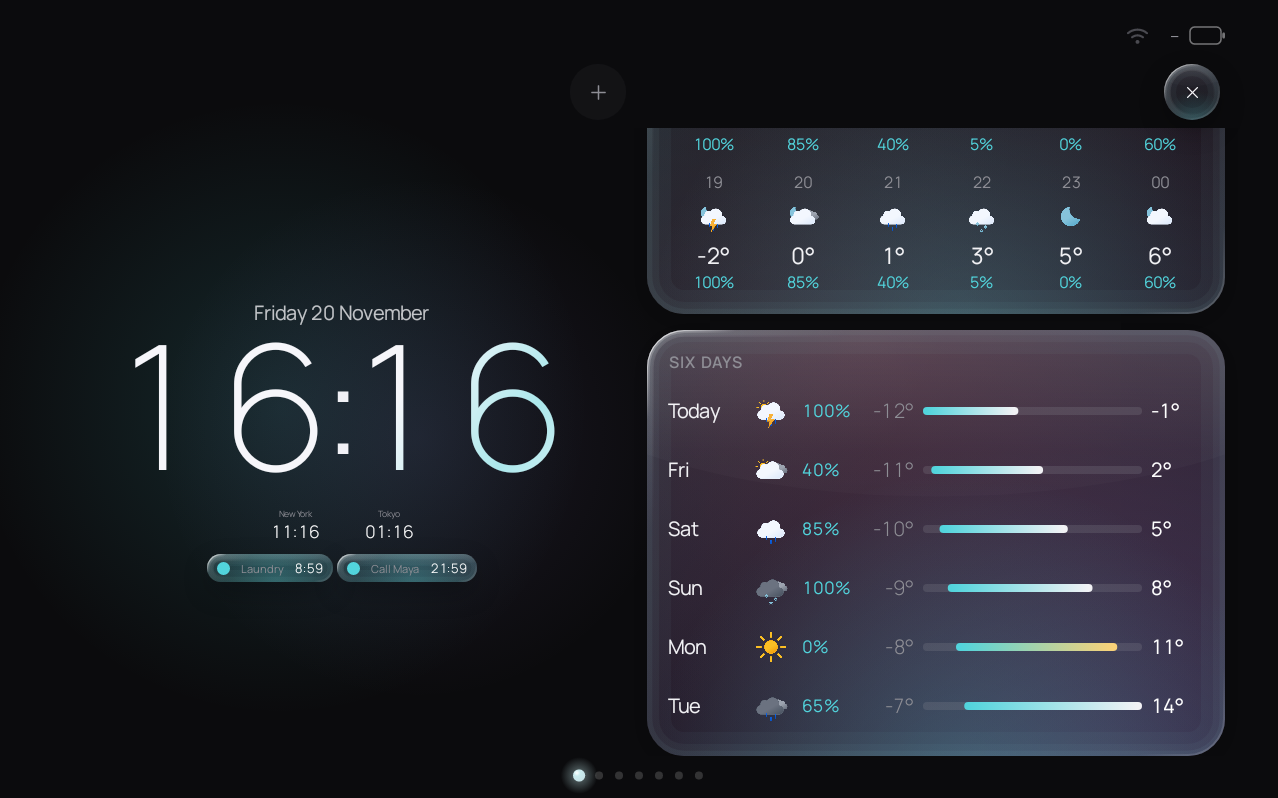 –
+
Friday 20 November
16:16
New York Tokyo
11:16 01:16
Laundry 8:59 Call Maya 21:59
100% 85% 40% 5% 0% 60%
19 20 21 22 23 00
-2° 0° 1° 3° 5° 6°
100% 85% 40% 5% 0% 60%
SIX DAYS
Today 100% -12° -1°
Fri 40% -11° 2°
Sat 85% -10° 5°
Sun 100% -9° 8°
Mon 0% -8° 11°
Tue 65% -7° 14°